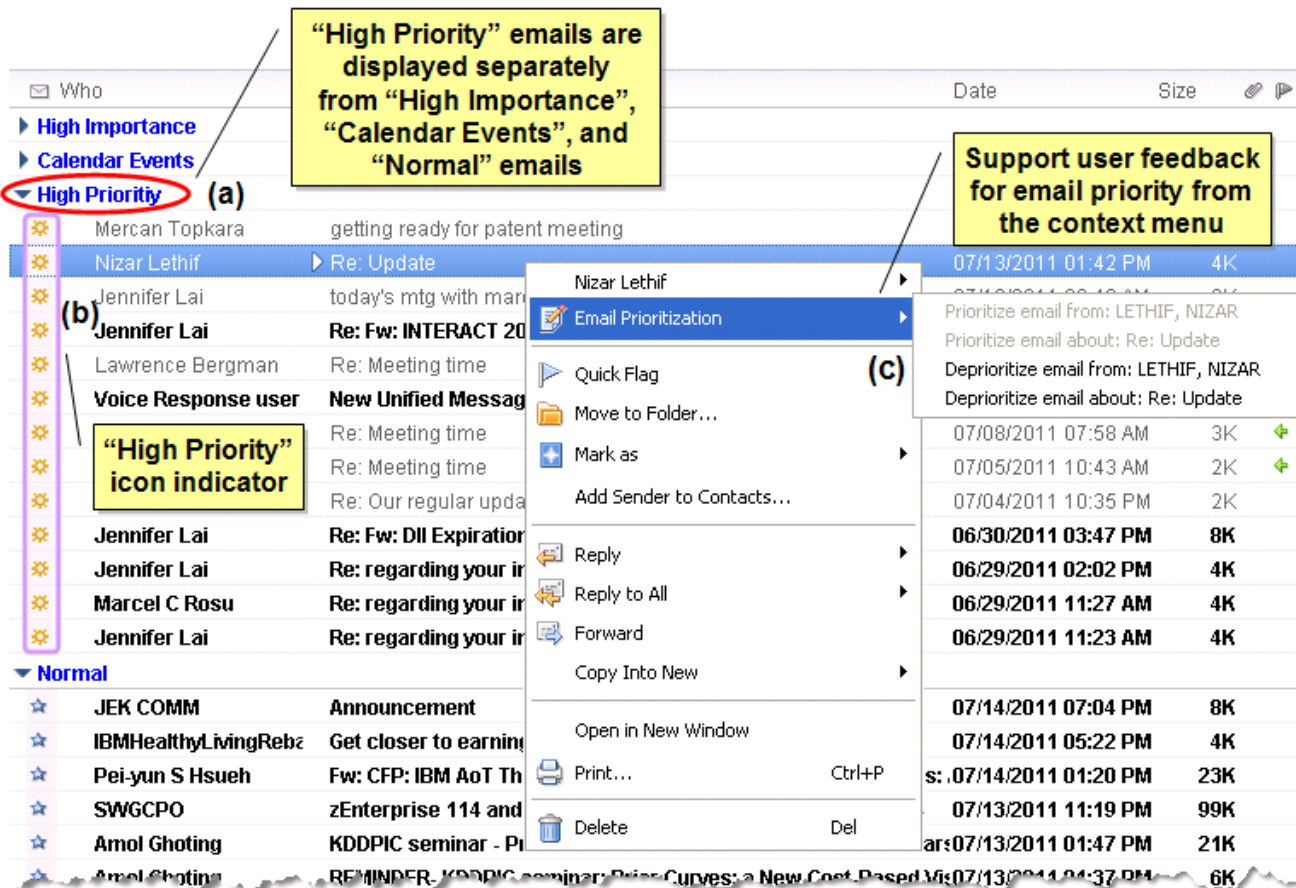 “High Priority” emails are
displayed separately
from “High Importance”,
“Calendar Events”, and
“Normal” emails
Who Date Size
High Importance
Calendar Events
High Prioritiy (a)
Support user feedback
for email priority from
the context menu
Mercan Topkara getting ready for patent meeting
Nizar Lethif Re: Update 07/13/2011 01:42 PM 4K
Jennifer Lai today's mtg with
(b)
Jennifer Lai Re: Fw: INTERACT
Lawrence Bergman Re: Meeting time
Voice Response user New Unified
Re: Meeting time 07/08/2011 07:58 AM 3K
Re: Meeting time 07/05/2011 10:43 AM 2K
Re: Our regular 07/04/2011 10:35 PM 2K
“High Priority”
icon indicator
Jennifer Lai Re: Fw: DII 06/30/2011 03:47 PM 8K
Jennifer Lai Re: regarding your 06/29/2011 02:02 PM 4K
Marcel C Rosu Re: regarding your 06/29/2011 11:27 AM 4K
Jennifer Lai Re: regarding your 06/29/2011 11:23 AM 4K
Normal
JEK COMM Announcement 07/14/2011 07:04 PM 8K
Get closer to 07/14/2011 05:22 PM 4K
Pei-yun S Hsueh Fw: CFP: IBM AoT 07/14/2011 01:20 PM 23K
SWGCPO zEnterprise 114 and 07/13/2011 11:19 PM 99K
Amol Ghoting KDDPIC seminar - 07/13/2011 01:47 PM 21K
Amol Ghoting REMINDER- KDDPIC seminar: Prior Curves: a New Cost-Based 6K
Nizar Lethif
Email Prioritization
Quick Flag
(c)
Move to Folder...
Mark as
Add Sender to Contacts...
Reply
Reply to All
Forward
Copy Into New
Open in New Window
Print... Ctrl+P
Delete Del
Prioritize email from: LETHIF, NIZAR
Prioritize email about: Re: Update
Deprioritize email from: LETHIF, NIZAR
Deprioritize email about: Re: Update